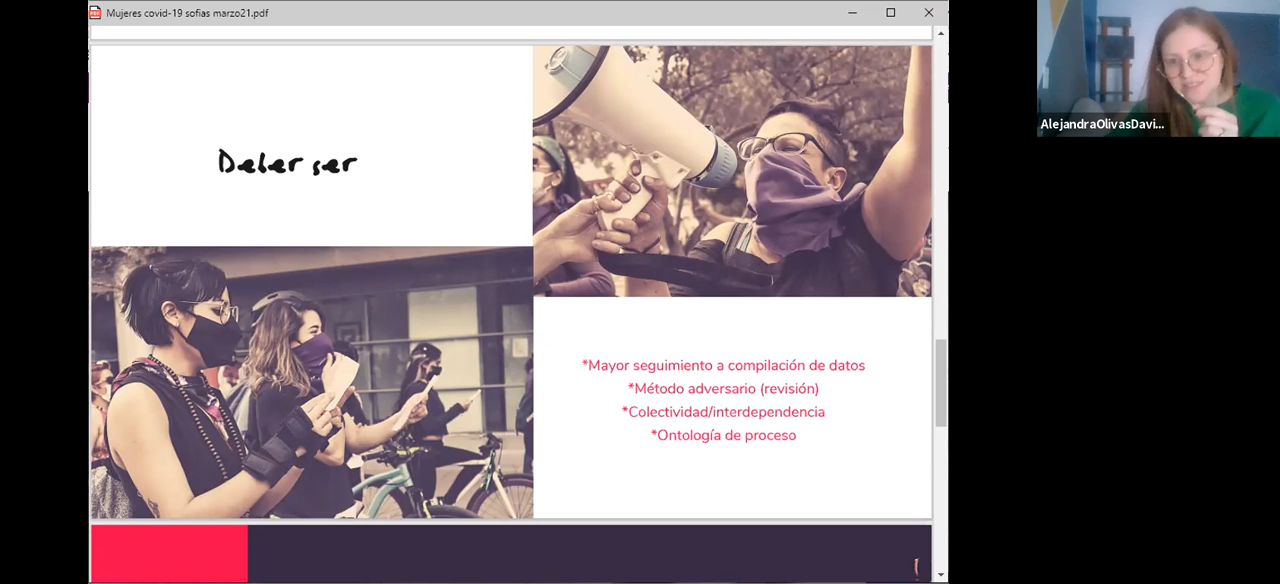 Mujeres covid-19 sofias marzo21.pdf
AlejandraOlivasDavi...
Deber ser
*Mayor seguimiento a compilación de datos
*Método adversario (revisión)
*Colectividad/interdependencia
*Ontología de proceso